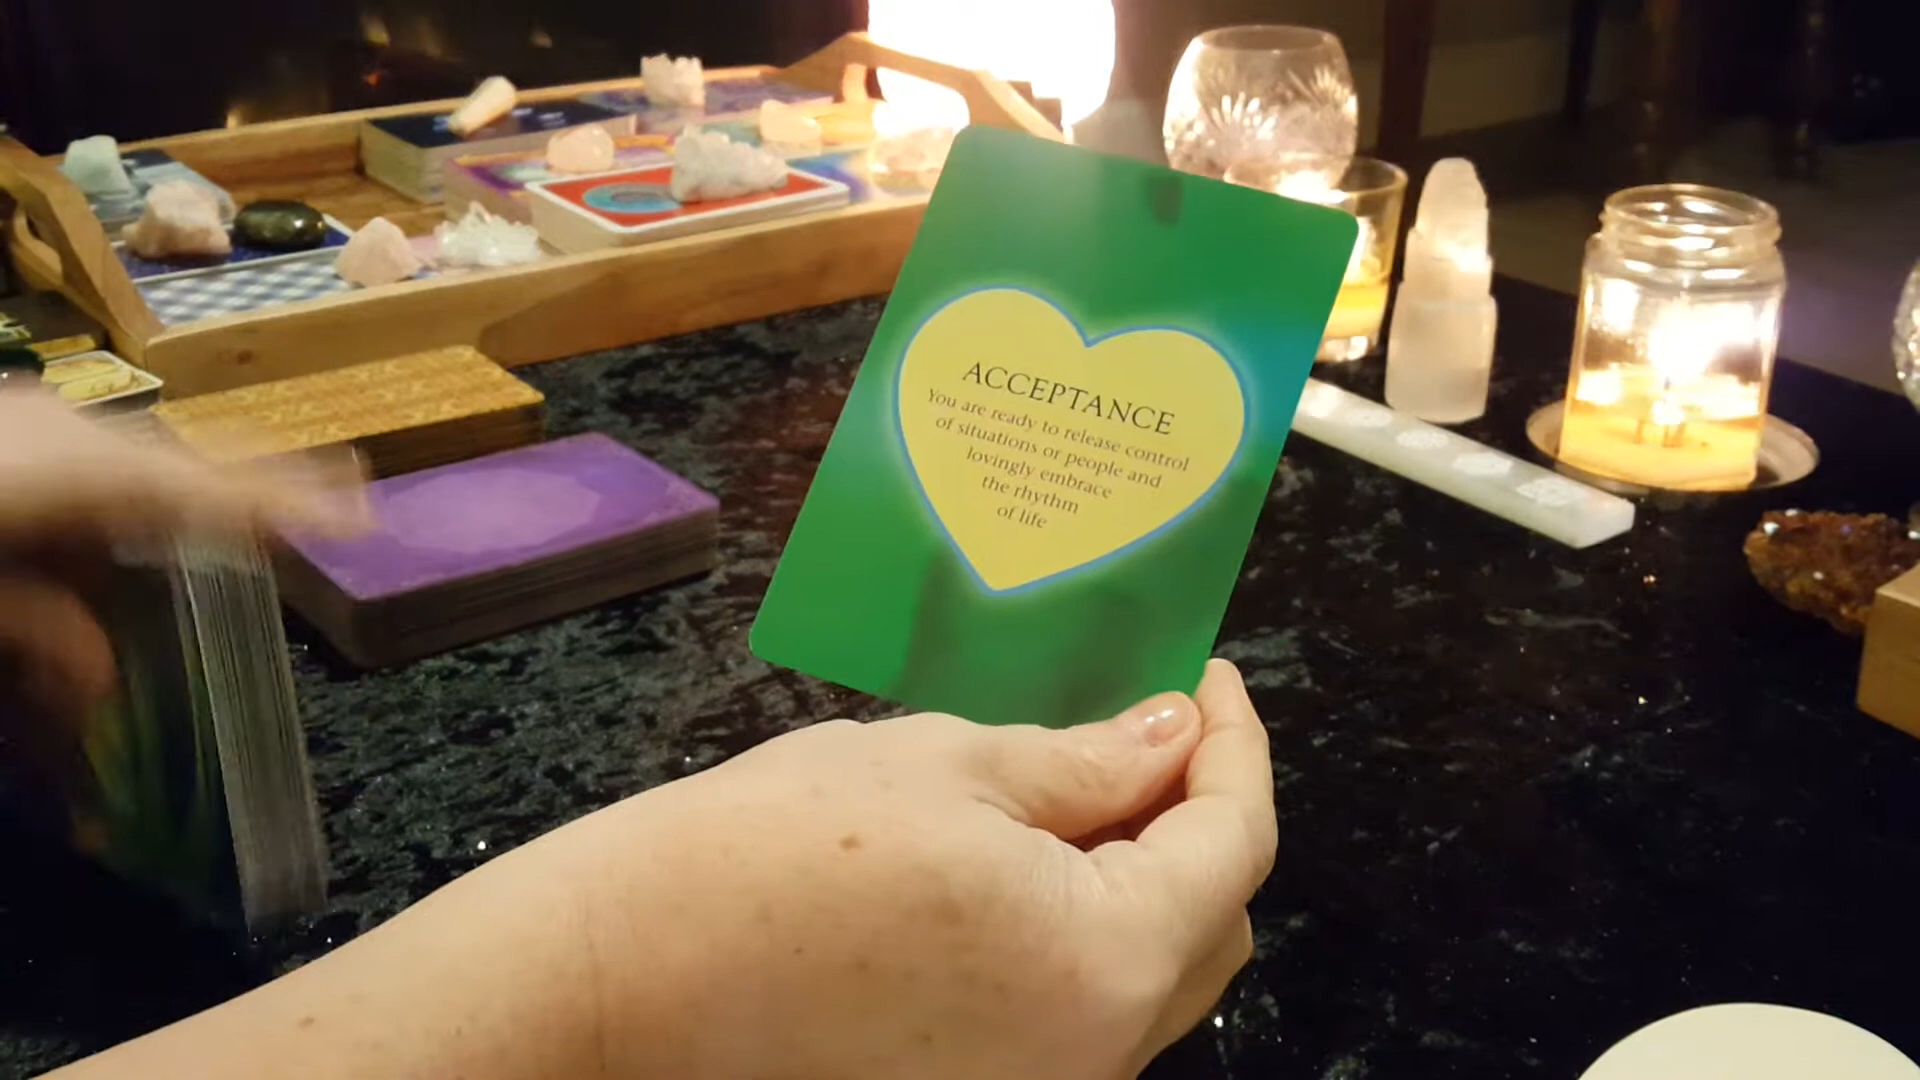 ACCEPTANCE
You are ready to release control
of situations or people and
lovingly embrace
the rhythm
of life